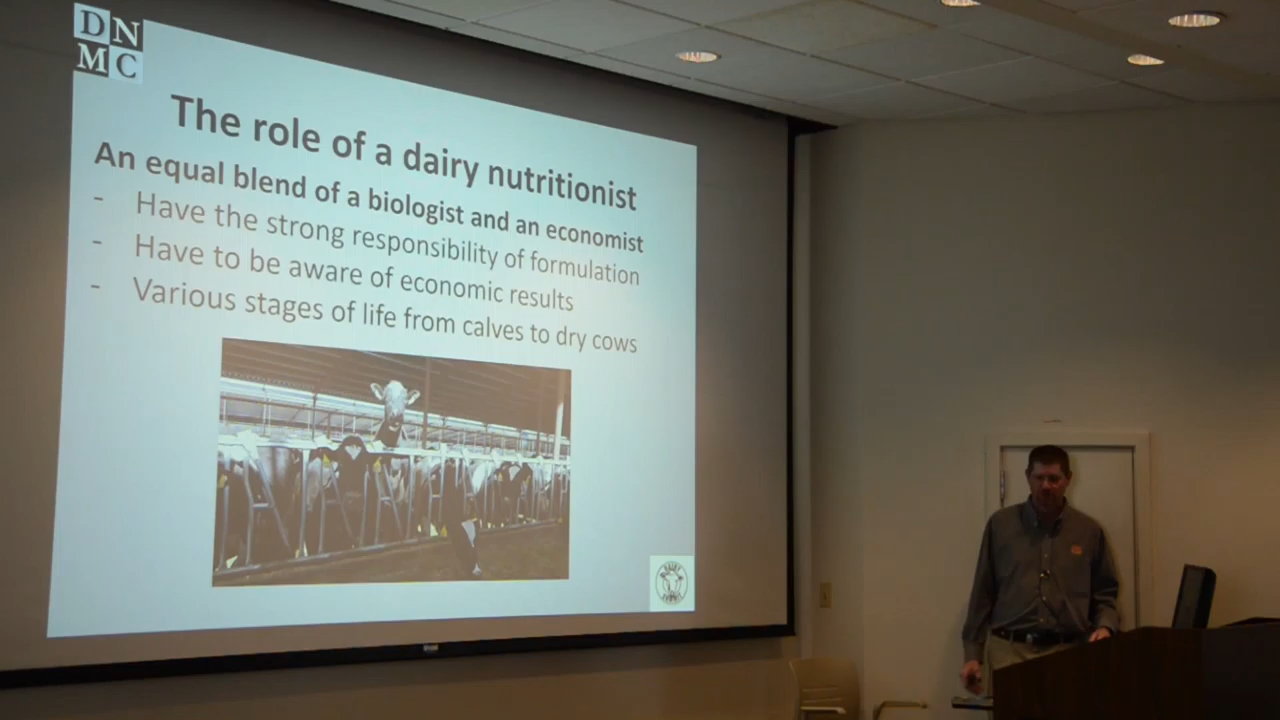 DN
MC
The role of a dairy nutritionist
An equal blend of a biologist and an economist
- Have the strong responsibility of formulation
- Have to be aware of economic results
- Various stages of life from calves to dry cows